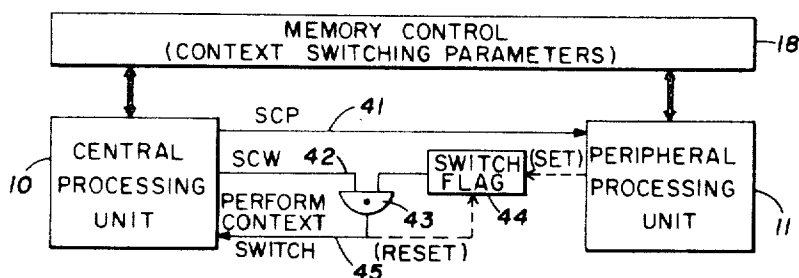 MEMORY CONTROL
(CONTEXT SWITCHING PARAMETERS)
18
SCP
41
10
CENTRAL
PROCESSING
UNIT
SCW
42
PERFORM
CONTEXT
SWITCH
43
SWITCH
FLAG
44
(SET)
(RESET)
45
PERIPHERAL
PROCESSING
UNIT
11